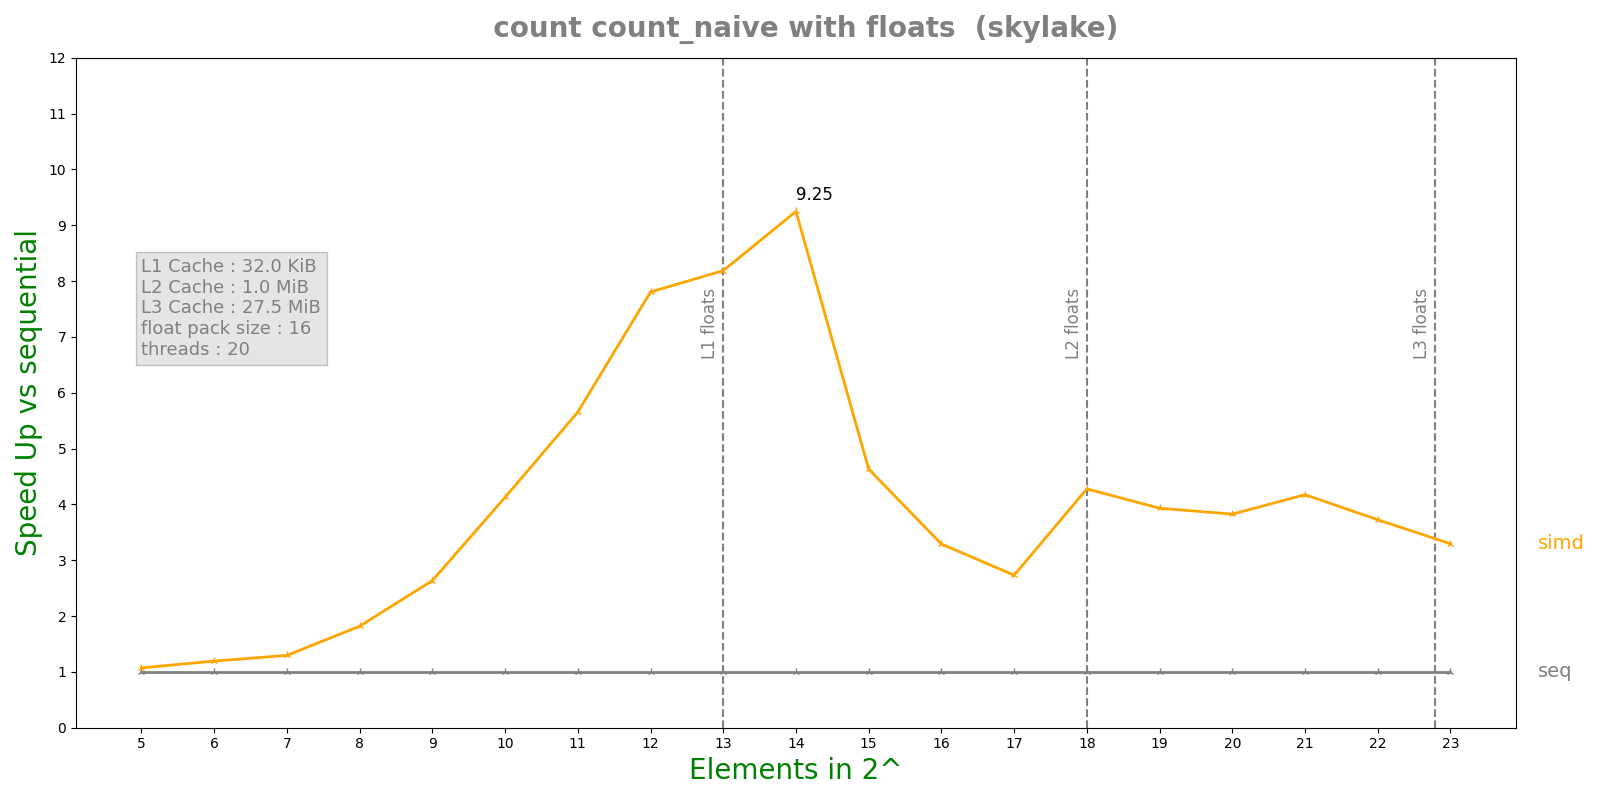 count count_naive with floats (skylake)
Speed Up vs sequential
12
11
10
9
8
7
6
5
4
3
2
1
0
9.25
L1 Cache : 32.0 KiB
L2 Cache : 1.0 MiB
L3 Cache : 27.5 MiB
float pack size : 16
threads : 20
L1 floats
L2 floats
L3 floats
simd
seq
5 6 7 8 9 10 11 12 13 14 15 16 17 18 19 20 21 22 23
Elements in 2^